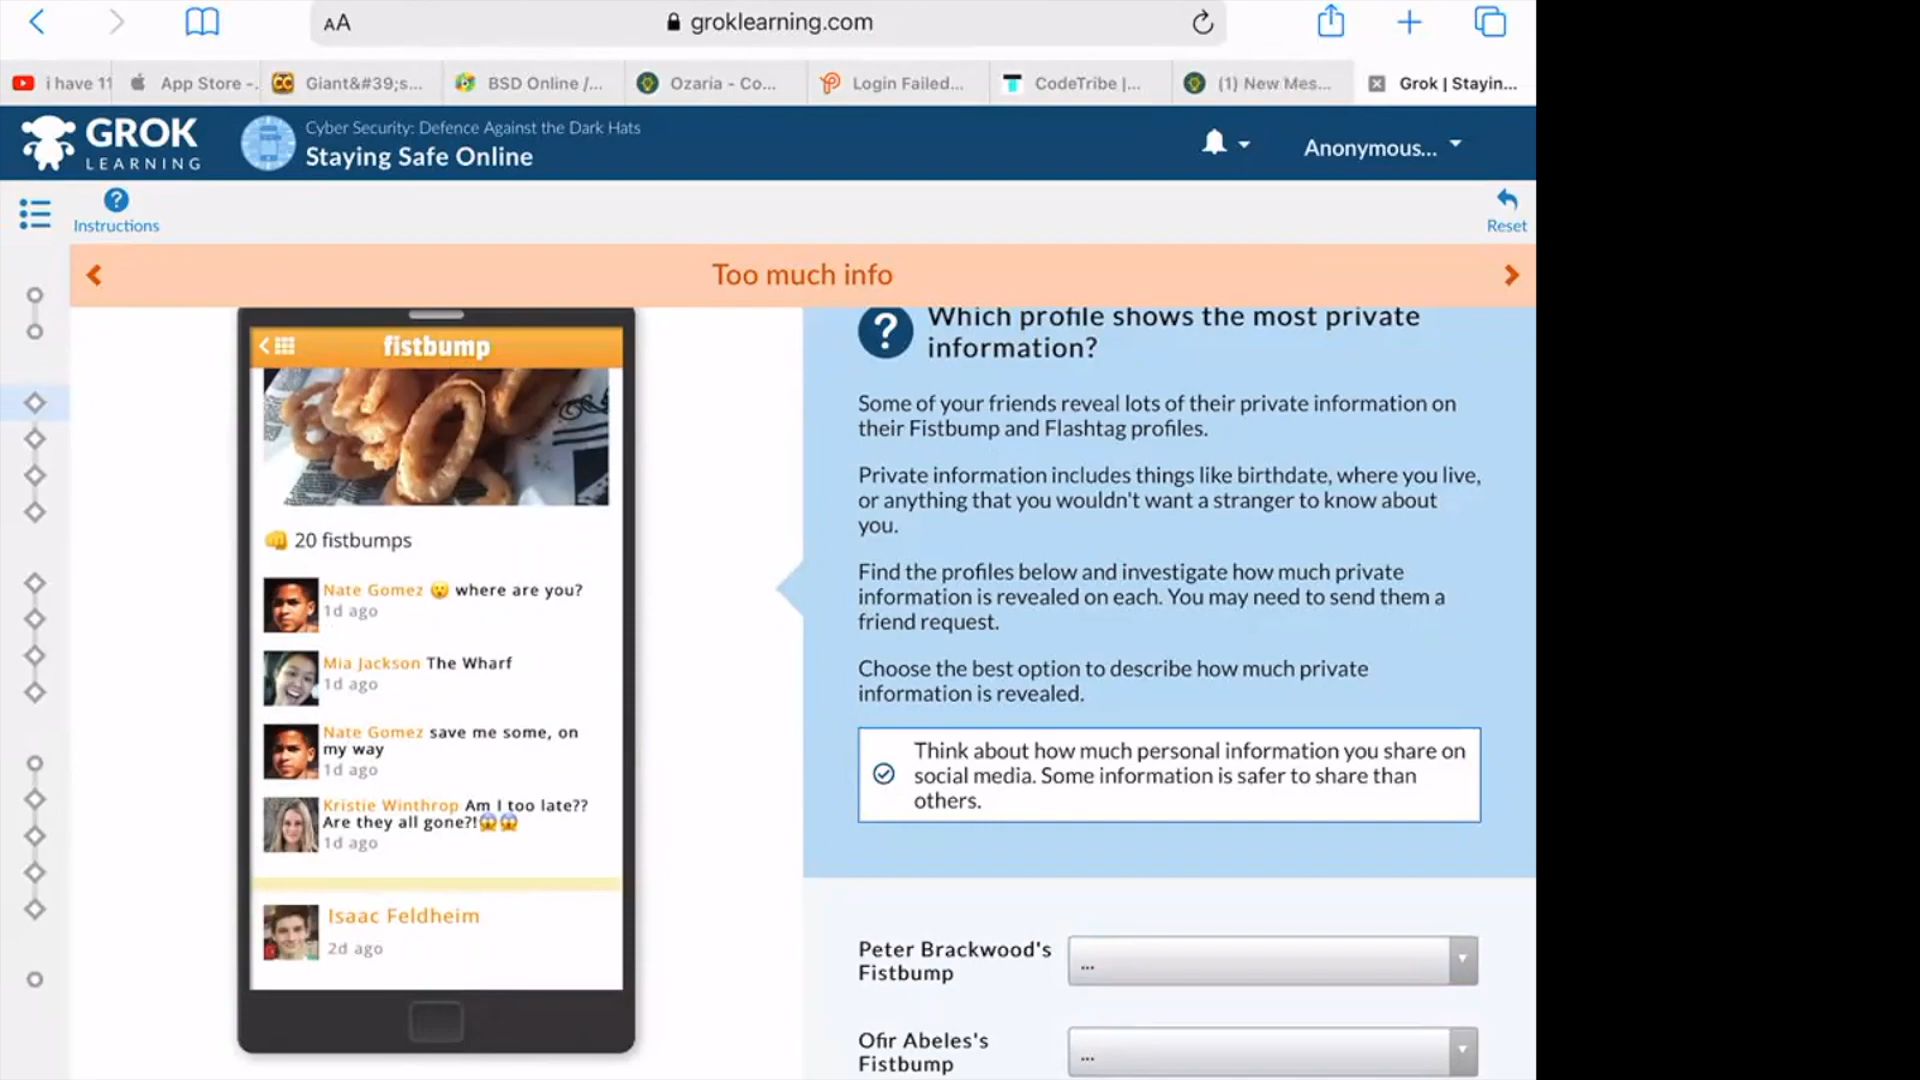 AA
groklearning.com
i have 11
App Store -.
Giant&#39;s...
BSD Online /...
Ozaria - Co...
Login Failed...
CodeTribe |...
(1) New Mes...
Grok | Stayin...
GROK
LEARNING
Cyber Security: Defence Against the Dark Hats
Staying Safe Online
Anonymous...
Instructions
Reset
Too much info
fistbump
20 fistbumps
Nate Gomez 😮 where are you?
1d ago
Mia Jackson The Wharf
1d ago
Nate Gomez save me some, on
my way
1d ago
Kristie Winthrop Am I too late??
Are they all gone?!😱😱
1d ago
Isaac Feldheim
2d ago
Which profile shows the most private
information?
Some of your friends reveal lots of their private information on
their Fistbump and Flashtag profiles.
Private information includes things like birthdate, where you live,
or anything that you wouldn't want a stranger to know about
you.
Find the profiles below and investigate how much private
information is revealed on each. You may need to send them a
friend request.
Choose the best option to describe how much private
information is revealed.
Think about how much personal information you share on
social media. Some information is safer to share than
others.
Peter Brackwood's
Fistbump
...
Ofir Abeles's
Fistbump
...